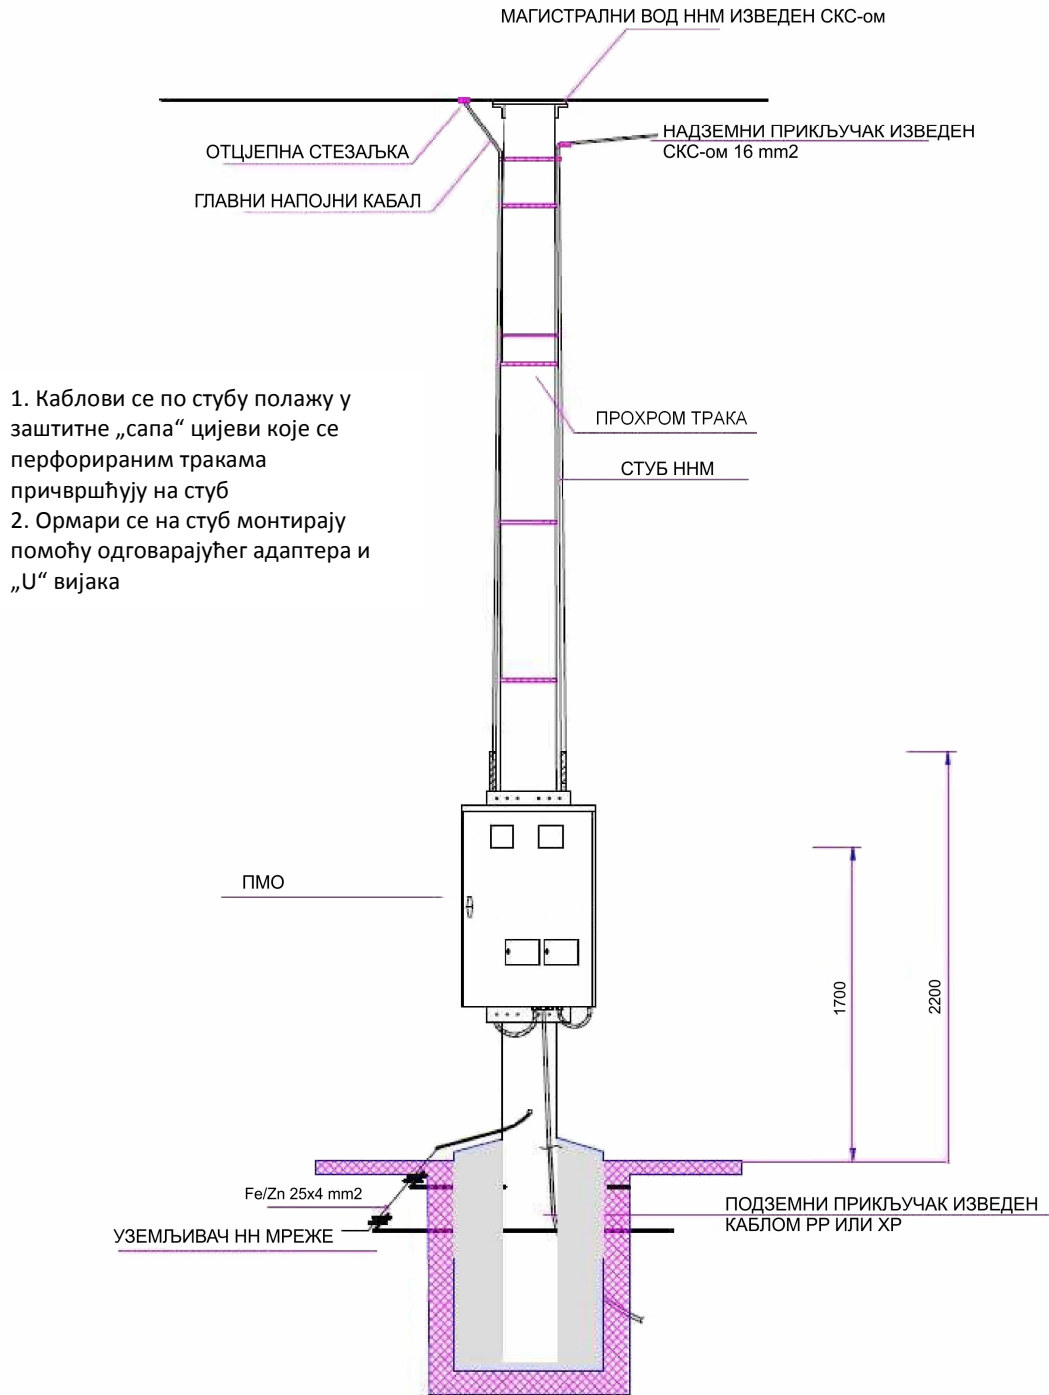 МАГИСТРАЛНИ ВОД ННМ ИЗВЕДЕН СКС-ом
НАДЗЕМНИ ПРИКЉУЧАК ИЗВЕДЕН
СКС-ом 16 mm2
ОТЦЈЕПНА СТЕЗАЉКА
ГЛАВНИ НАПОЈНИ КАБАЛ
1. Каблови се по стубу полажу у
заштитне „сапа“ цијеви које се
перфорираним тракама
причвршћују на стуб
2. Ормари се на стуб монтирају
помоћу одговарајућег адаптера и
„U“ вијака
ПРОХРОМ ТРАКА
СТУБ ННМ
ПМО
1700
2200
Fe/Zn 25x4 mm2
УЗЕМЉИВАЧ НН МРЕЖЕ
ПОДЗЕМНИ ПРИКЉУЧАК ИЗВЕДЕН
КАБЛОМ РР ИЛИ ХР